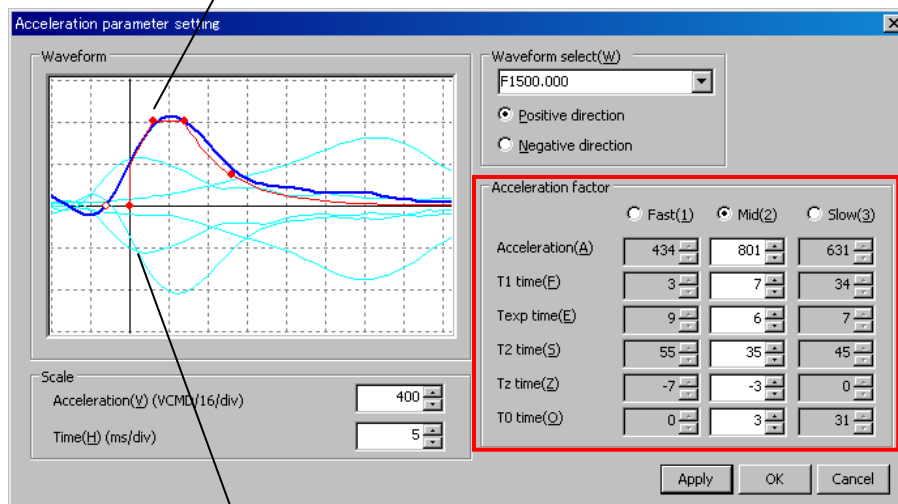 Acceleration parameter setting
Waveform
Waveform select(W)
F1500.000
Positive direction
Negative direction
Acceleration factor
Fast(1) Mid(2) Slow(3)
Acceleration(A) 434 801 631
T1 time(F) 3 7 34
Texp time(E) 9 6 7
T2 time(S) 55 35 45
Tz time(Z) -7 -3 0
T0 time(O) 0 3 31
Scale
Acceleration(V) (VCMD/16/div) 400
Time(H) (ms/div) 5
Apply OK Cancel